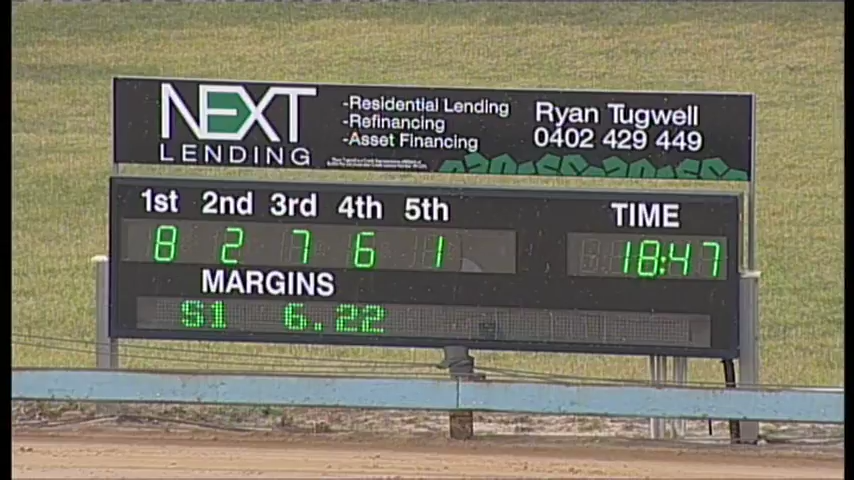 NEXT
LENDING
-Residential Lending
-Refinancing
-Asset Financing
Ryan Tugwell
0402 429 449
1st 2nd 3rd 4th 5th TIME
8 2 7 6 1 18:47
MARGINS
S1 6.22